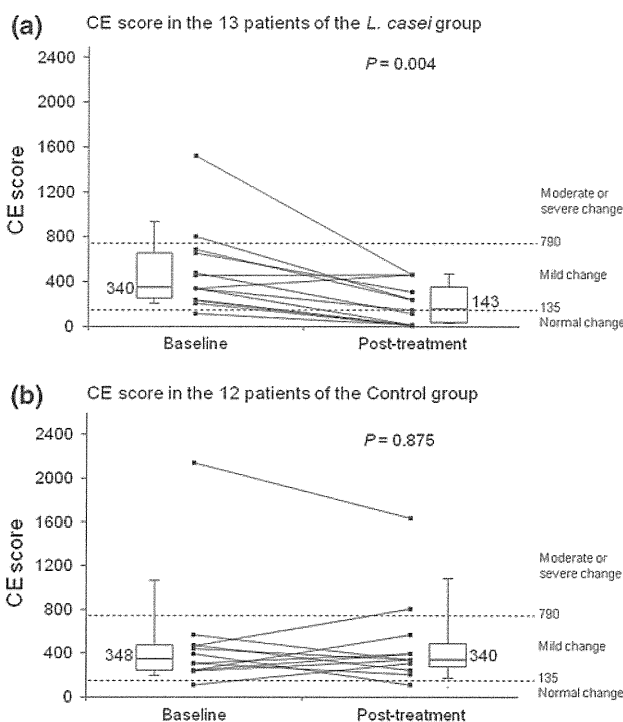 (a) CE score in the 13 patients of the L. casei group
P = 0.004
CE score
2400
2000
1600
1200
800
400
0
340
143
Moderate or
severe change
790
Mild change
135
Normal change
Baseline Post-treatment
(b) CE score in the 12 patients of the Control group
P = 0.875
CE score
2400
2000
1600
1200
800
400
0
348
340
Moderate or
severe change
790
Mild change
135
Normal change
Baseline Post-treatment